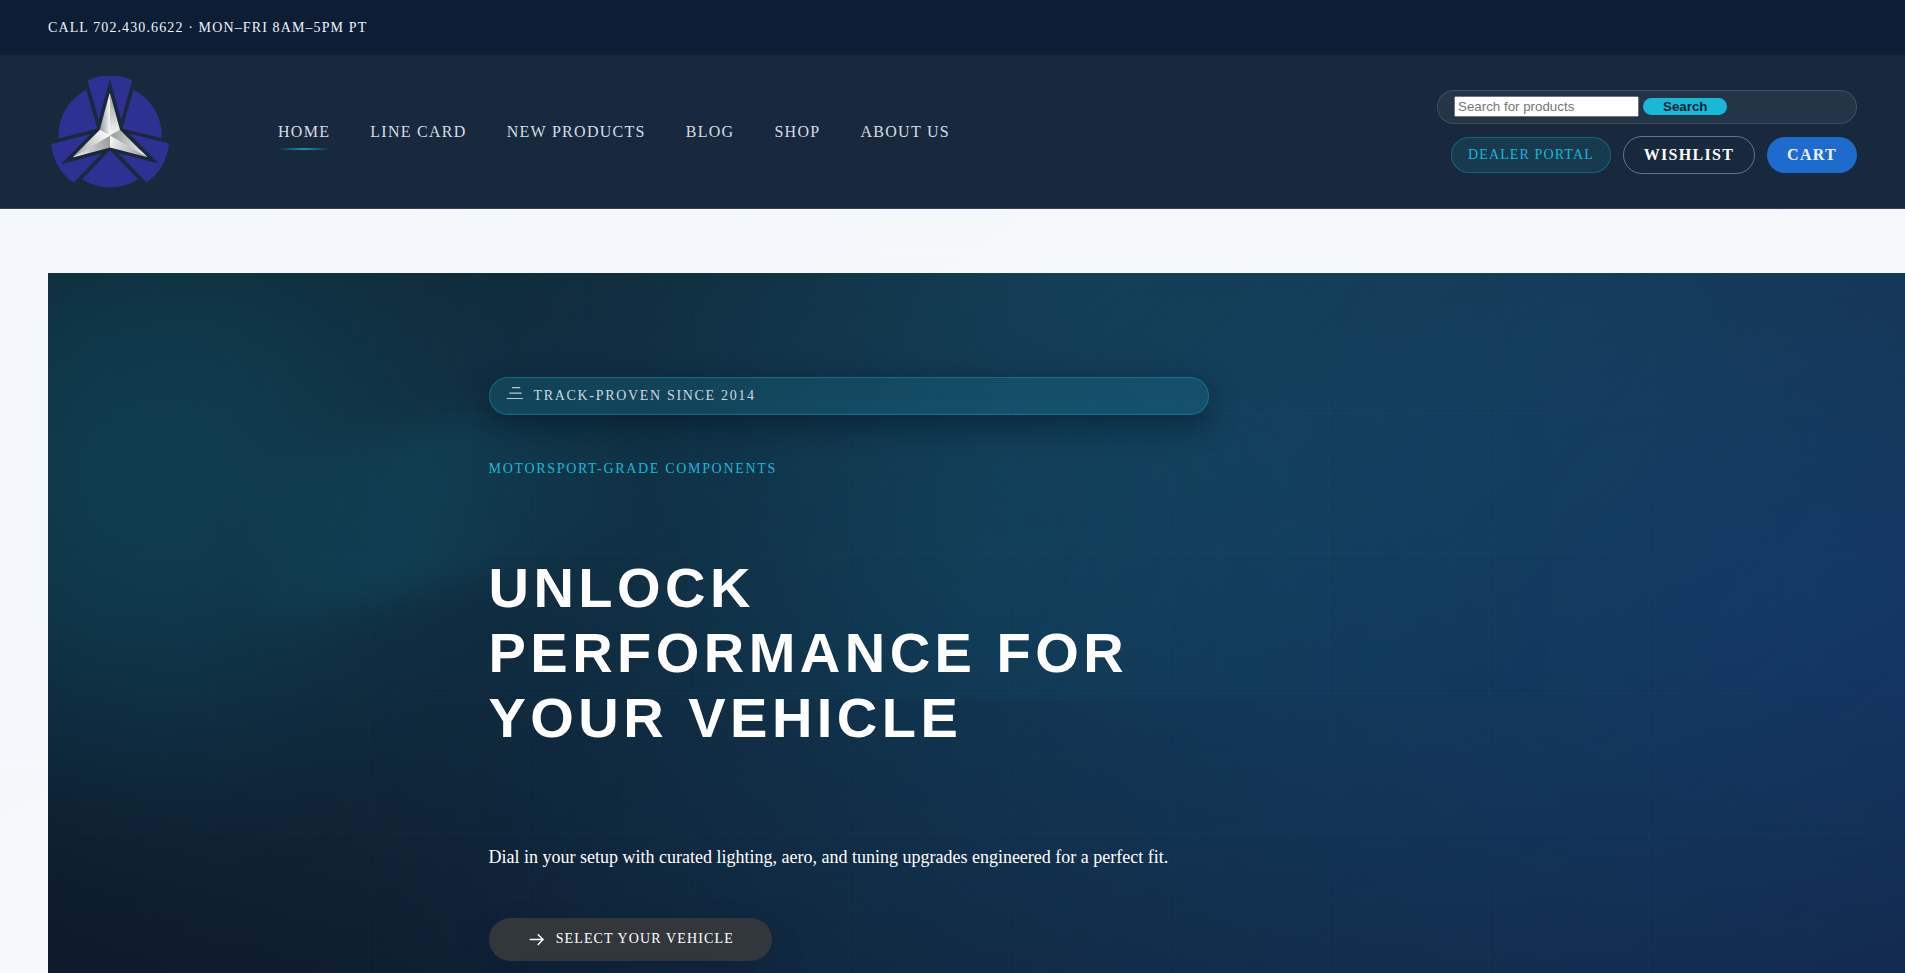 CALL 702.430.6622 · MON–FRI 8AM–5PM PT
HOME
LINE CARD
NEW PRODUCTS
BLOG
SHOP
ABOUT US
Search for products
Search
DEALER PORTAL
WISHLIST
CART
TRACK-PROVEN SINCE 2014
MOTORSPORT-GRADE COMPONENTS
UNLOCK
PERFORMANCE FOR
YOUR VEHICLE
Dial in your setup with curated lighting, aero, and tuning upgrades engineered for a perfect fit.
SELECT YOUR VEHICLE